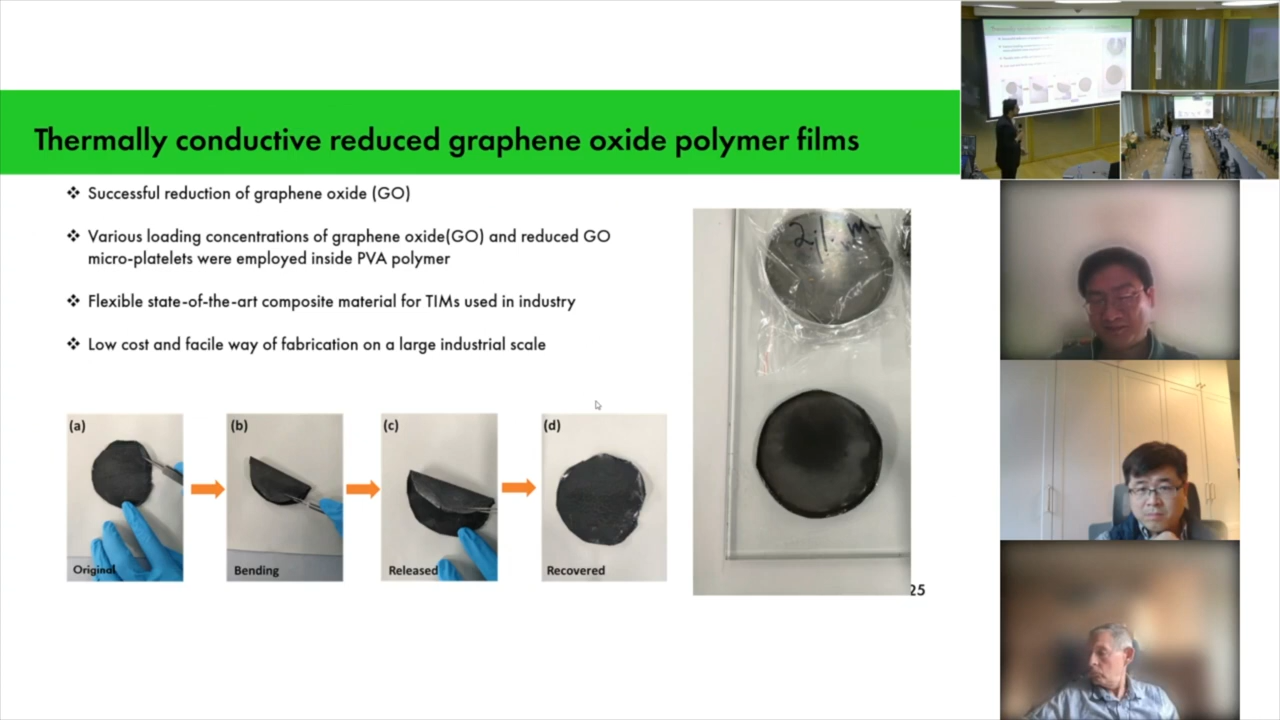 Thermally conductive reduced graphene oxide polymer films
❖ Successful reduction of graphene oxide (GO)
❖ Various loading concentrations of graphene oxide(GO) and reduced GO
micro-platelets were employed inside PVA polymer
❖ Flexible state-of-the-art composite material for TIMs used in industry
❖ Low cost and facile way of fabrication on a large industrial scale
(a)
(b)
(c)
(d)
Original
Bending
Released
Recovered
25